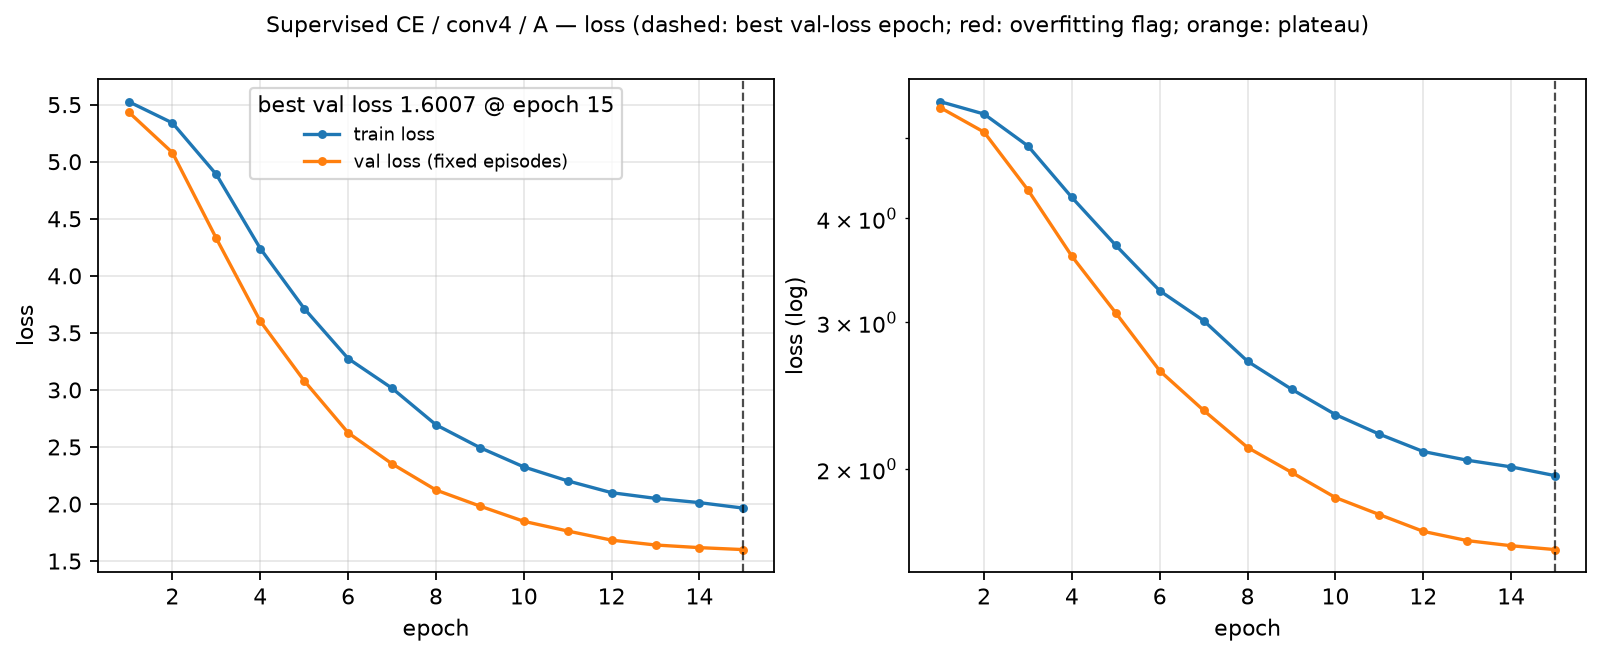 Supervised CE / conv4 / A — loss (dashed: best val-loss epoch; red: overfitting flag; orange: plateau)
best val loss 1.6007 @ epoch 15
train loss
val loss (fixed episodes)
5.5
5.0
4.5
4.0
3.5
3.0
2.5
2.0
1.5
loss
2 4 6 8 10 12 14
epoch
4 × 10⁰
3 × 10⁰
2 × 10⁰
loss (log)
2 4 6 8 10 12 14
epoch